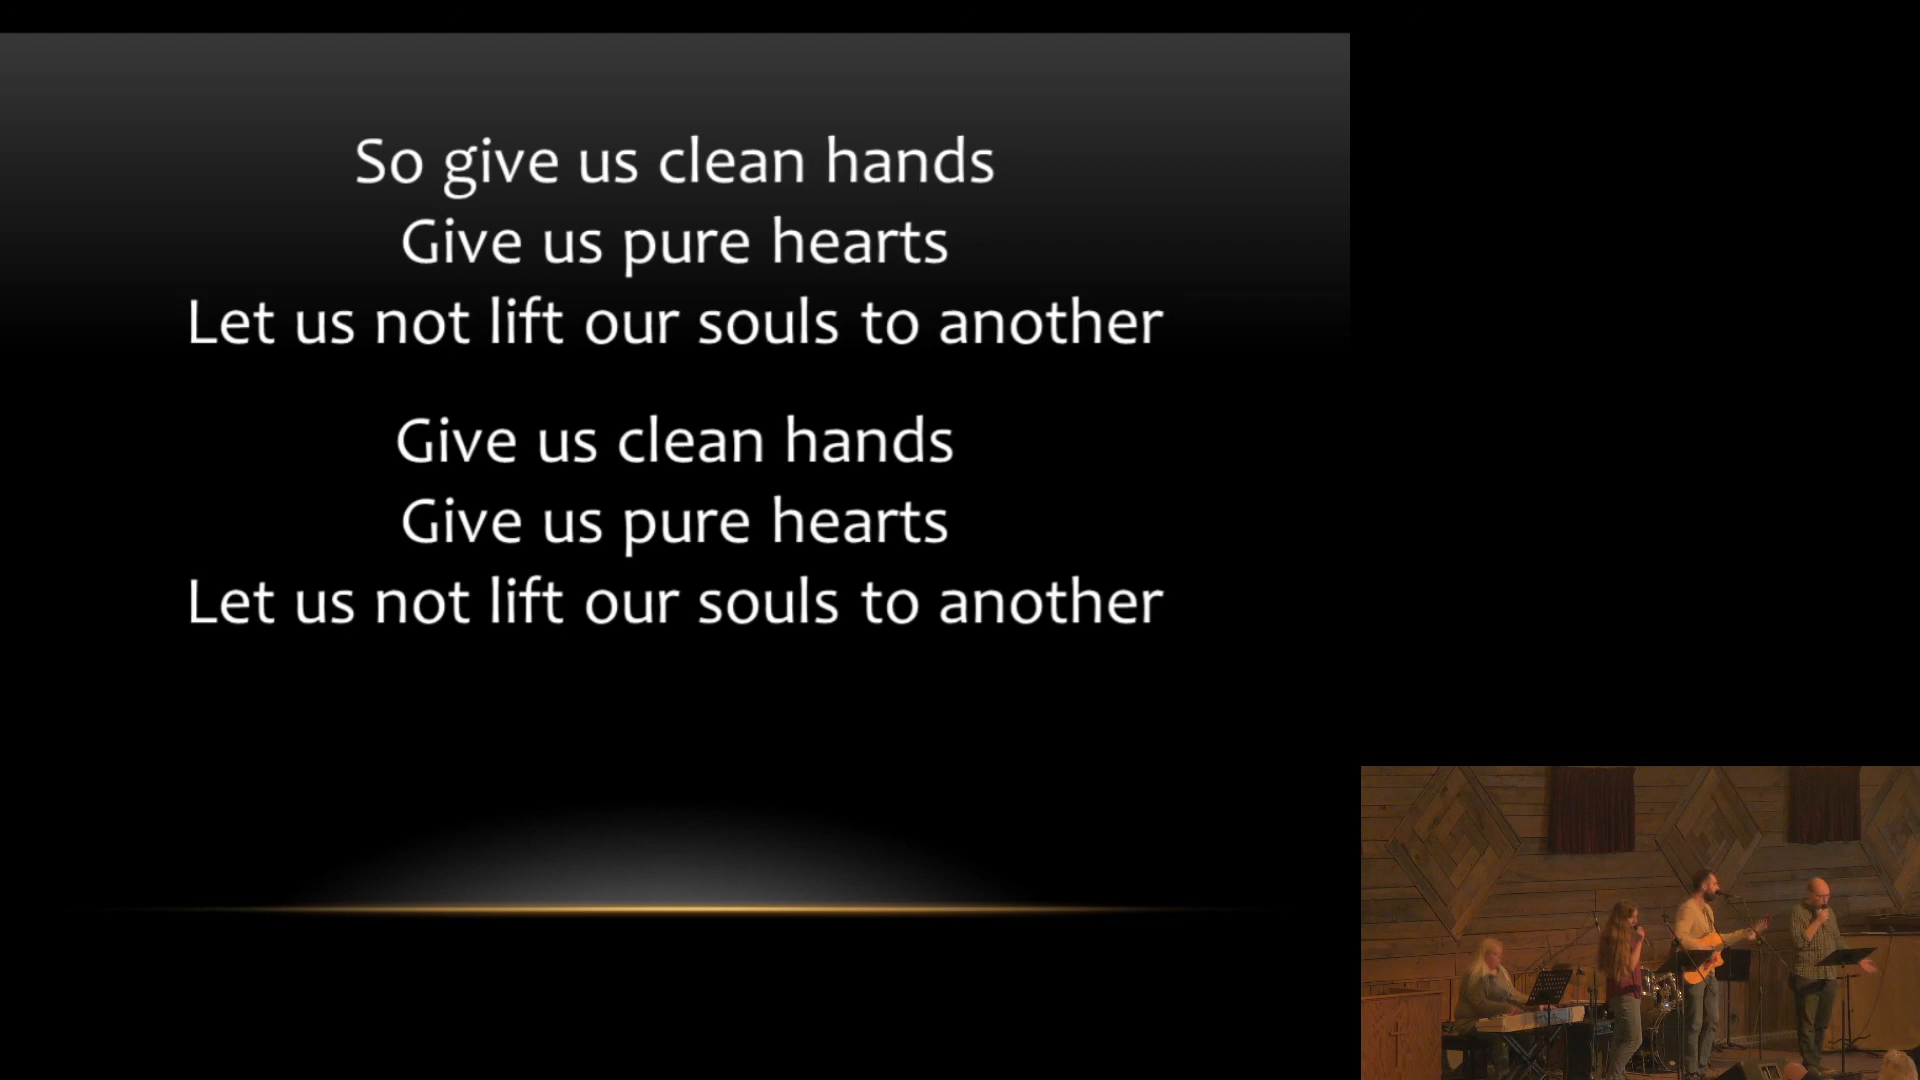 So give us clean hands
Give us pure hearts
Let us not lift our souls to another
Give us clean hands
Give us pure hearts
Let us not lift our souls to another